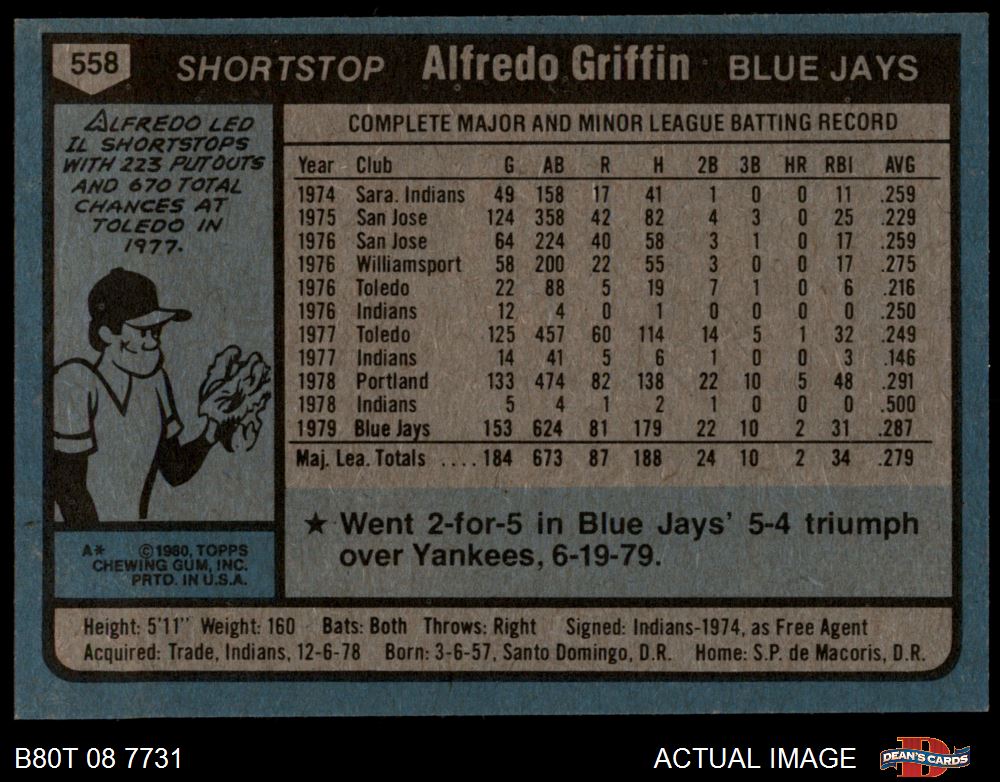 558 SHORTSTOP Alfredo Griffin BLUE JAYS
ALFREDO LED
IL SHORTSTOPS
WITH 223 PUTOUTS
AND 670 TOTAL
CHANCES AT
TOLEDO IN
1977.
COMPLETE MAJOR AND MINOR LEAGUE BATTING RECORD
Year Club G AB R H 2B 3B HR RBI AVG
1974 Sara. Indians 49 158 17 41 1 0 0 11 .259
1975 San Jose 124 358 42 82 4 3 0 25 .229
1976 San Jose 64 224 40 58 3 1 0 17 .259
1976 Williamsport 58 200 22 55 3 0 0 17 .275
1976 Toledo 22 88 5 19 7 1 0 6 .216
1976 Indians 12 4 0 1 0 0 0 0 .250
1977 Toledo 125 457 60 114 14 5 1 32 .249
1977 Indians 14 41 5 6 1 0 0 3 .146
1978 Portland 133 474 82 138 22 10 5 48 .291
1978 Indians 5 4 1 2 1 0 0 0 .500
1979 Blue Jays 153 624 81 179 22 10 2 31 .287
Maj. Lea. Totals .... 184 673 87 188 24 10 2 34 .279
★ Went 2-for-5 in Blue Jays' 5-4 triumph
over Yankees, 6-19-79.
A* ©1980, TOPPS
CHEWING GUM, INC.
PRTD. IN U.S.A.
Height: 5'11" Weight: 160 Bats: Both Throws: Right Signed: Indians-1974, as Free Agent
Acquired: Trade, Indians, 12-6-78 Born: 3-6-57, Santo Domingo, D.R. Home: S.P. de Macoris, D.R.
B80T 08 7731 ACTUAL IMAGE DEAN'S CARDS